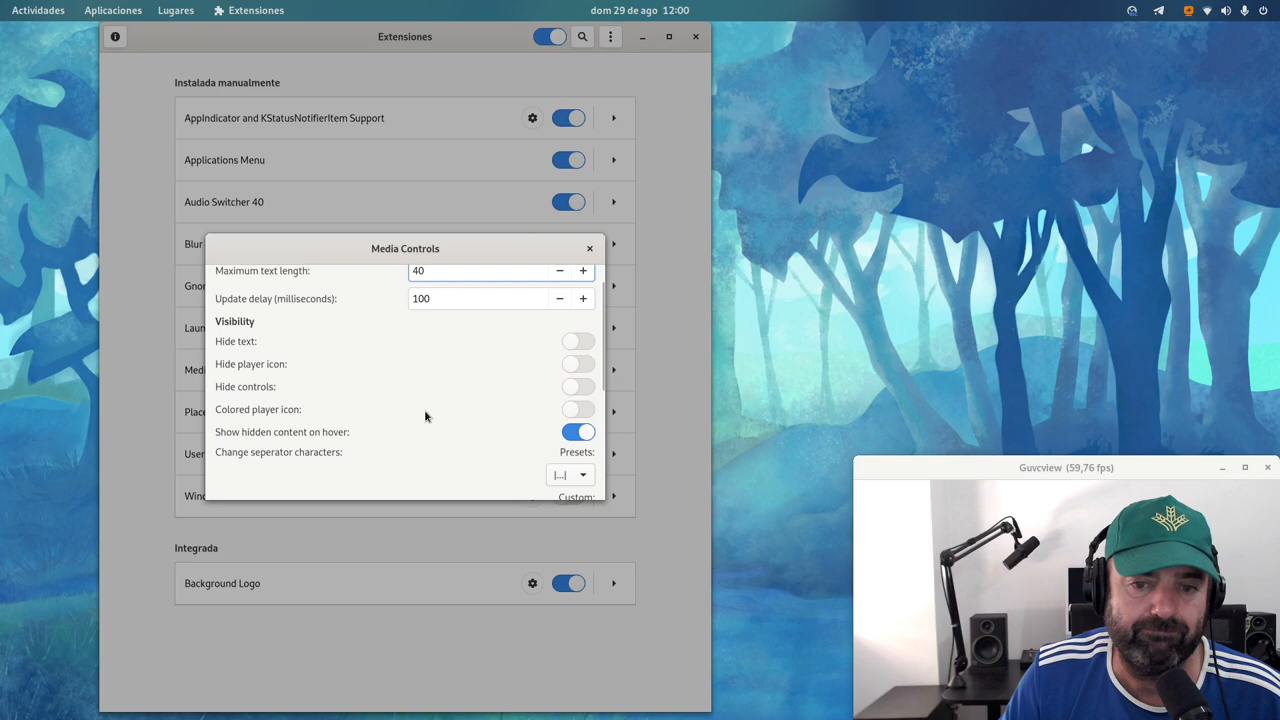 Actividades Aplicaciones Lugares Extensiones dom 29 de ago 12:00
Extensiones
Instalada manualmente
AppIndicator and KStatusNotifierItem Support
Applications Menu
Audio Switcher 40
Blur
Media Controls
Maximum text length: 40
Update delay (milliseconds): 100
Visibility
Hide text:
Hide player icon:
Hide controls:
Colored player icon:
Show hidden content on hover:
Change seperator characters: Presets:
|...|
Custom:
Integrada
Background Logo
Guvcview (59,76 fps)